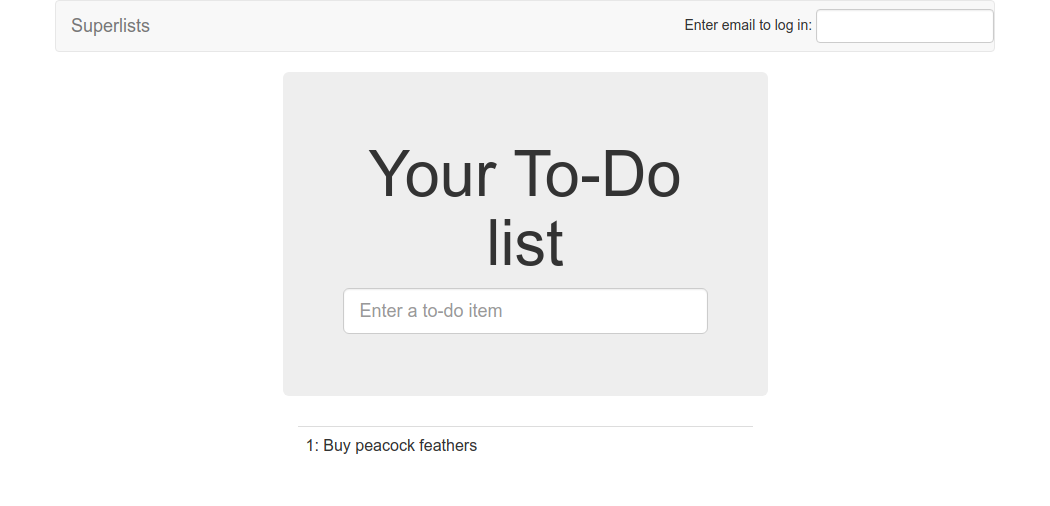 Superlists
Enter email to log in:
Your To-Do
list
Enter a to-do item
1: Buy peacock feathers